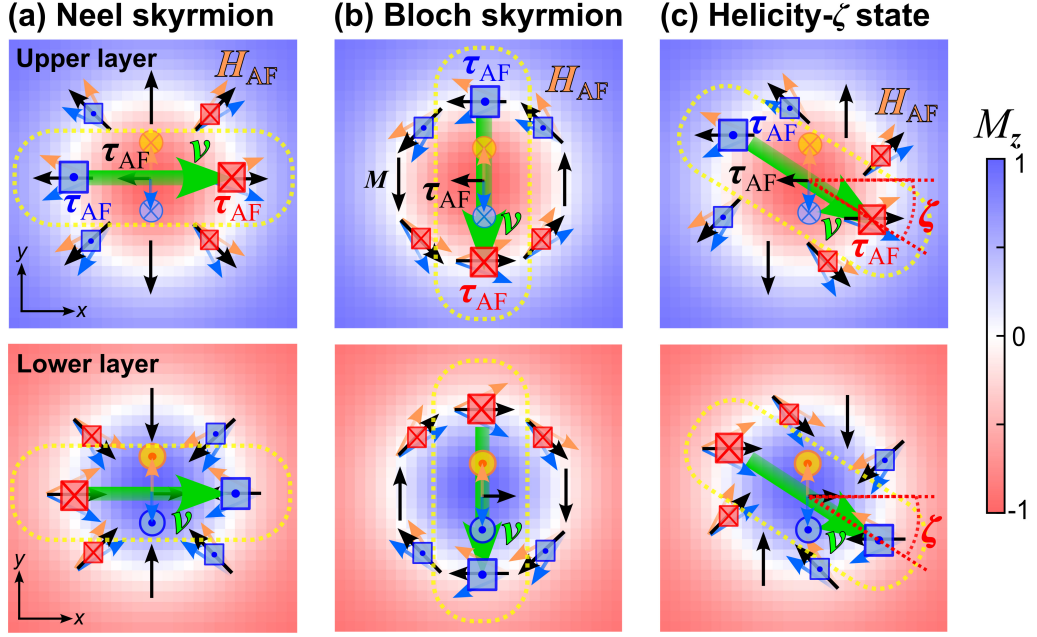 (a) Neel skyrmion
(b) Bloch skyrmion
(c) Helicity-ζ state
Upper layer
H_AF
τ_AF
ν
τ_AF
τ_AF
y
x
τ_AF
H_AF
M
τ_AF
ν
τ_AF
H_AF
τ_AF
τ_AF
ν
ζ
τ_AF
M_z
1
0
-1
Lower layer
ν
y
x
ν
ν
ζ